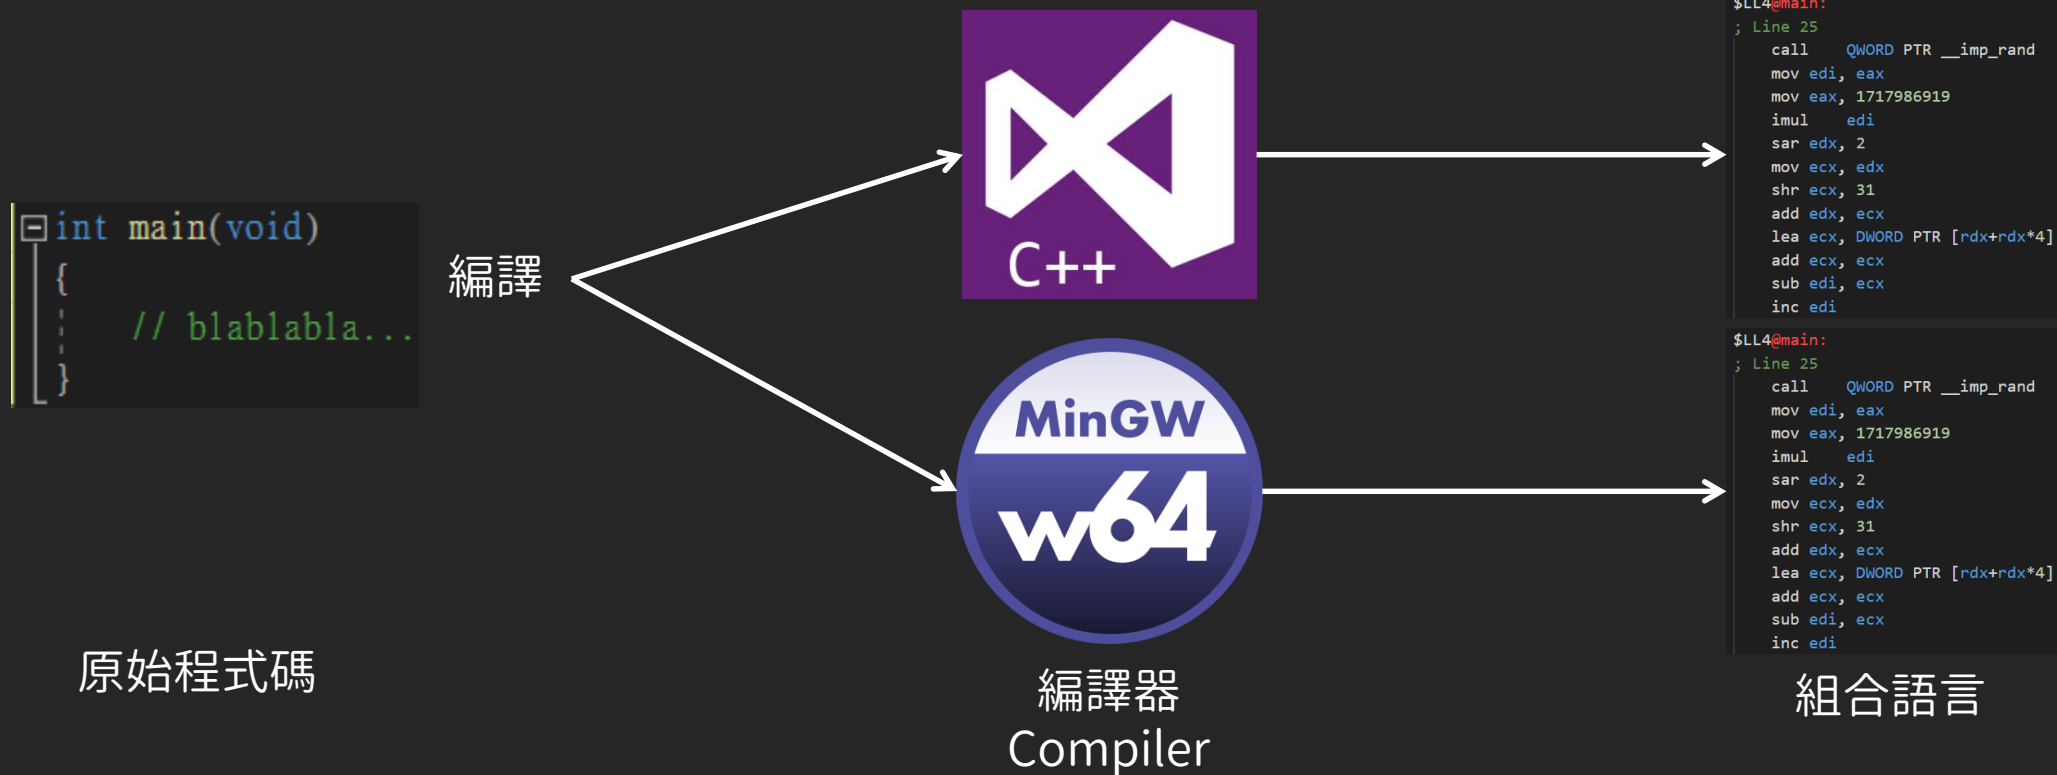 int main(void)
{
// blablabla...
}
原始程式碼
編譯
C++
MinGW
w64
編譯器
Compiler
$LL4@main:
; Line 25
call QWORD PTR __imp_rand
mov edi, eax
mov eax, 1717986919
imul edi
sar edx, 2
mov ecx, edx
shr ecx, 31
add edx, ecx
lea ecx, DWORD PTR [rdx+rdx*4]
add ecx, ecx
sub edi, ecx
inc edi
$LL4@main:
; Line 25
call QWORD PTR __imp_rand
mov edi, eax
mov eax, 1717986919
imul edi
sar edx, 2
mov ecx, edx
shr ecx, 31
add edx, ecx
lea ecx, DWORD PTR [rdx+rdx*4]
add ecx, ecx
sub edi, ecx
inc edi
組合語言